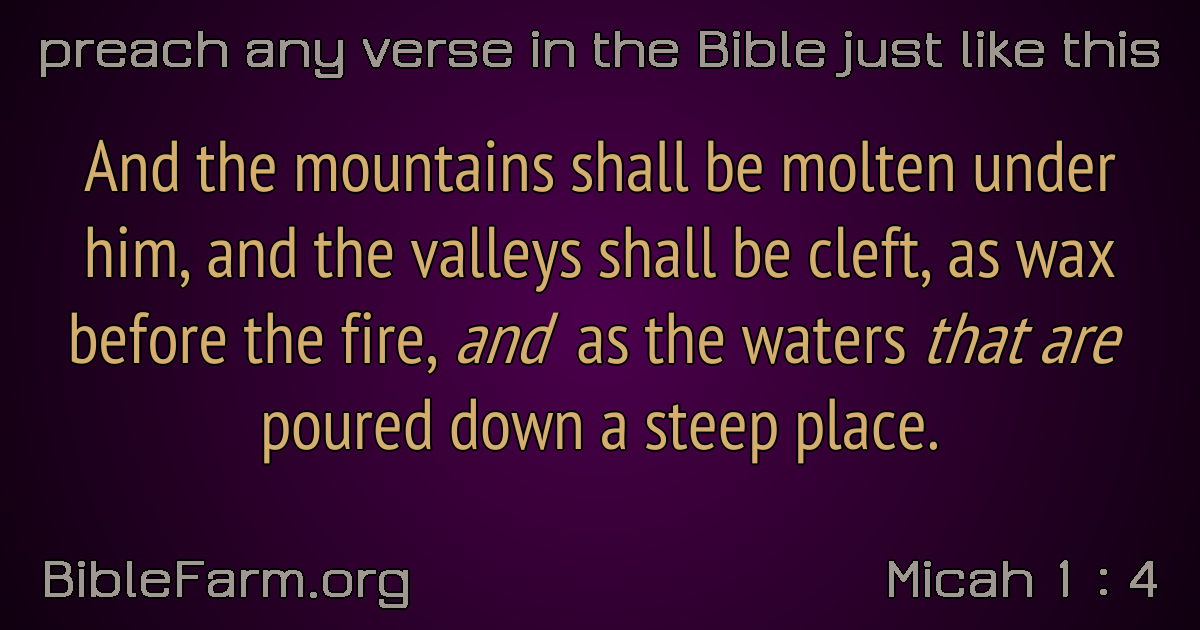 preach any verse in the Bible just like this
And the mountains shall be molten under
him, and the valleys shall be cleft, as wax
before the fire, and as the waters that are
poured down a steep place.
BibleFarm.org
Micah 1 : 4